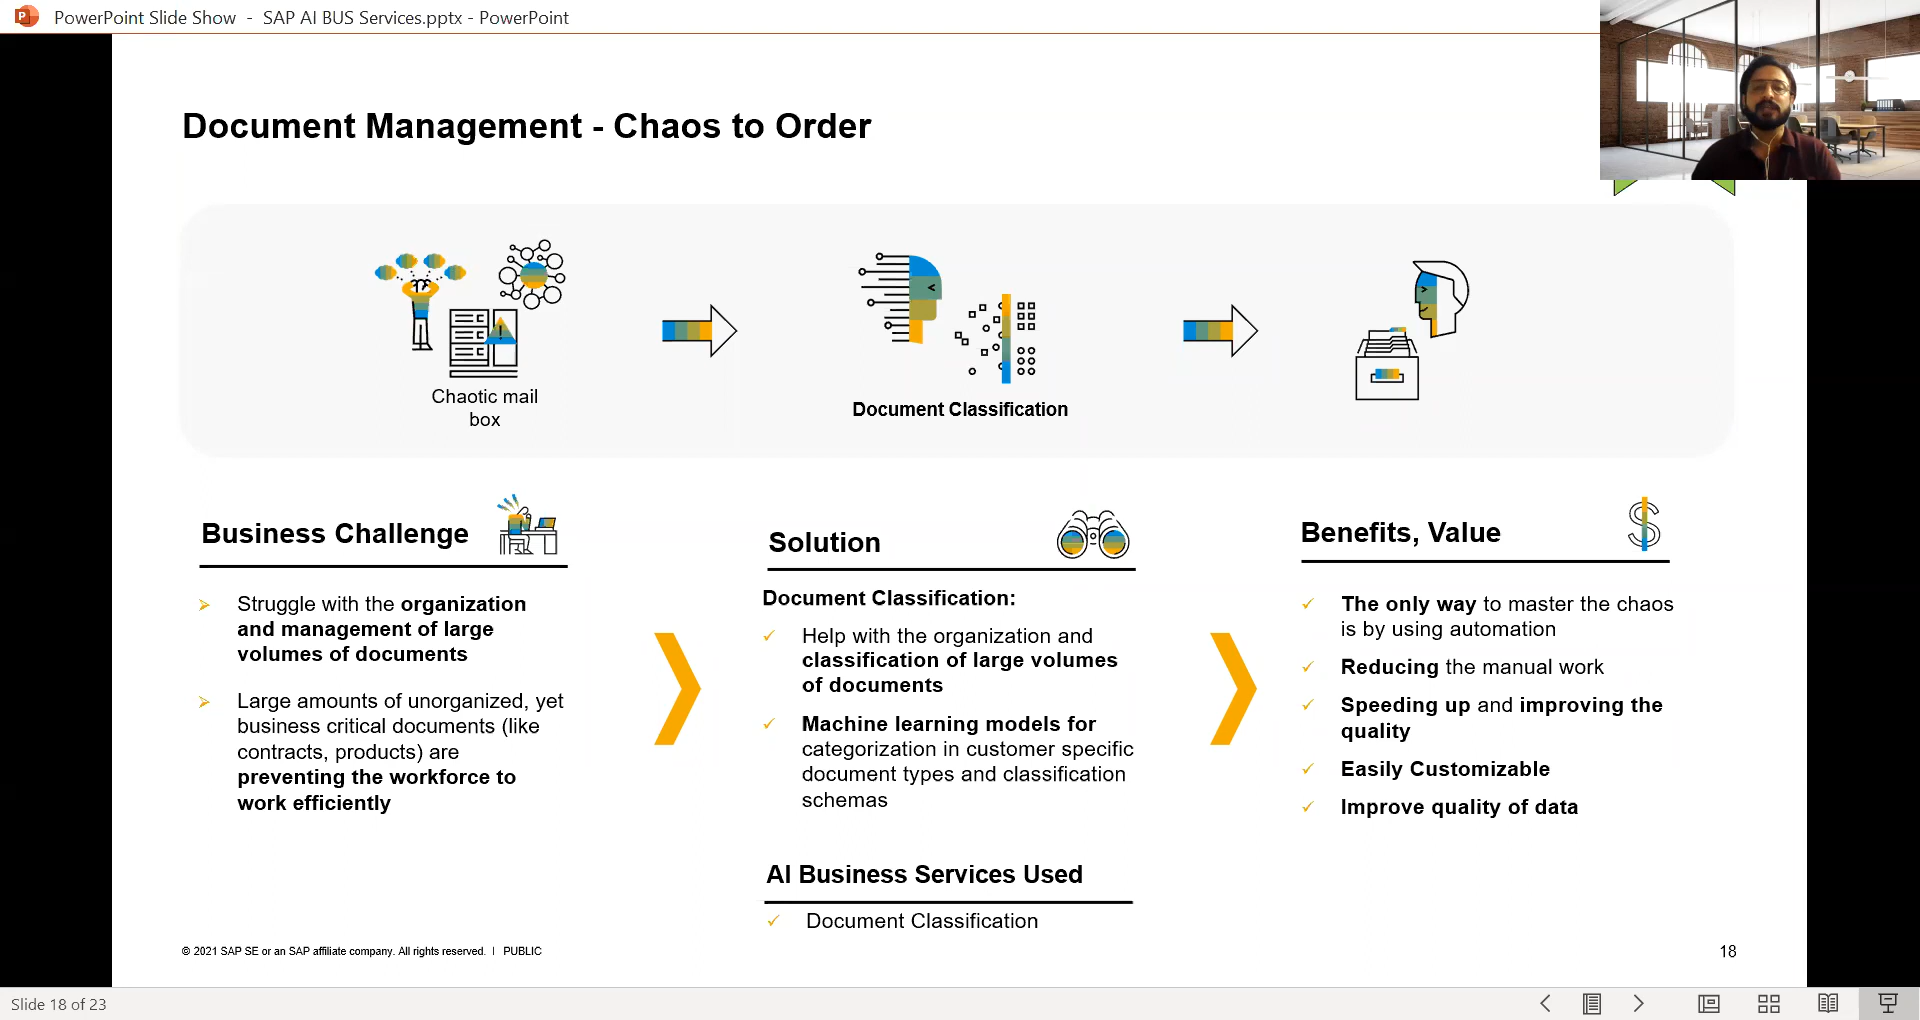 PowerPoint Slide Show - SAP AI BUS Services.pptx - PowerPoint
Document Management - Chaos to Order
Chaotic mail
box
Document Classification
Business Challenge
Struggle with the organization
and management of large
volumes of documents
Large amounts of unorganized, yet
business critical documents (like
contracts, products) are
preventing the workforce to
work efficiently
Solution
Document Classification:
Help with the organization and
classification of large volumes
of documents
Machine learning models for
categorization in customer specific
document types and classification
schemas
AI Business Services Used
Document Classification
Benefits, Value
The only way to master the chaos
is by using automation
Reducing the manual work
Speeding up and improving the
quality
Easily Customizable
Improve quality of data
© 2021 SAP SE or an SAP affiliate company. All rights reserved. | PUBLIC
18
Slide 18 of 23